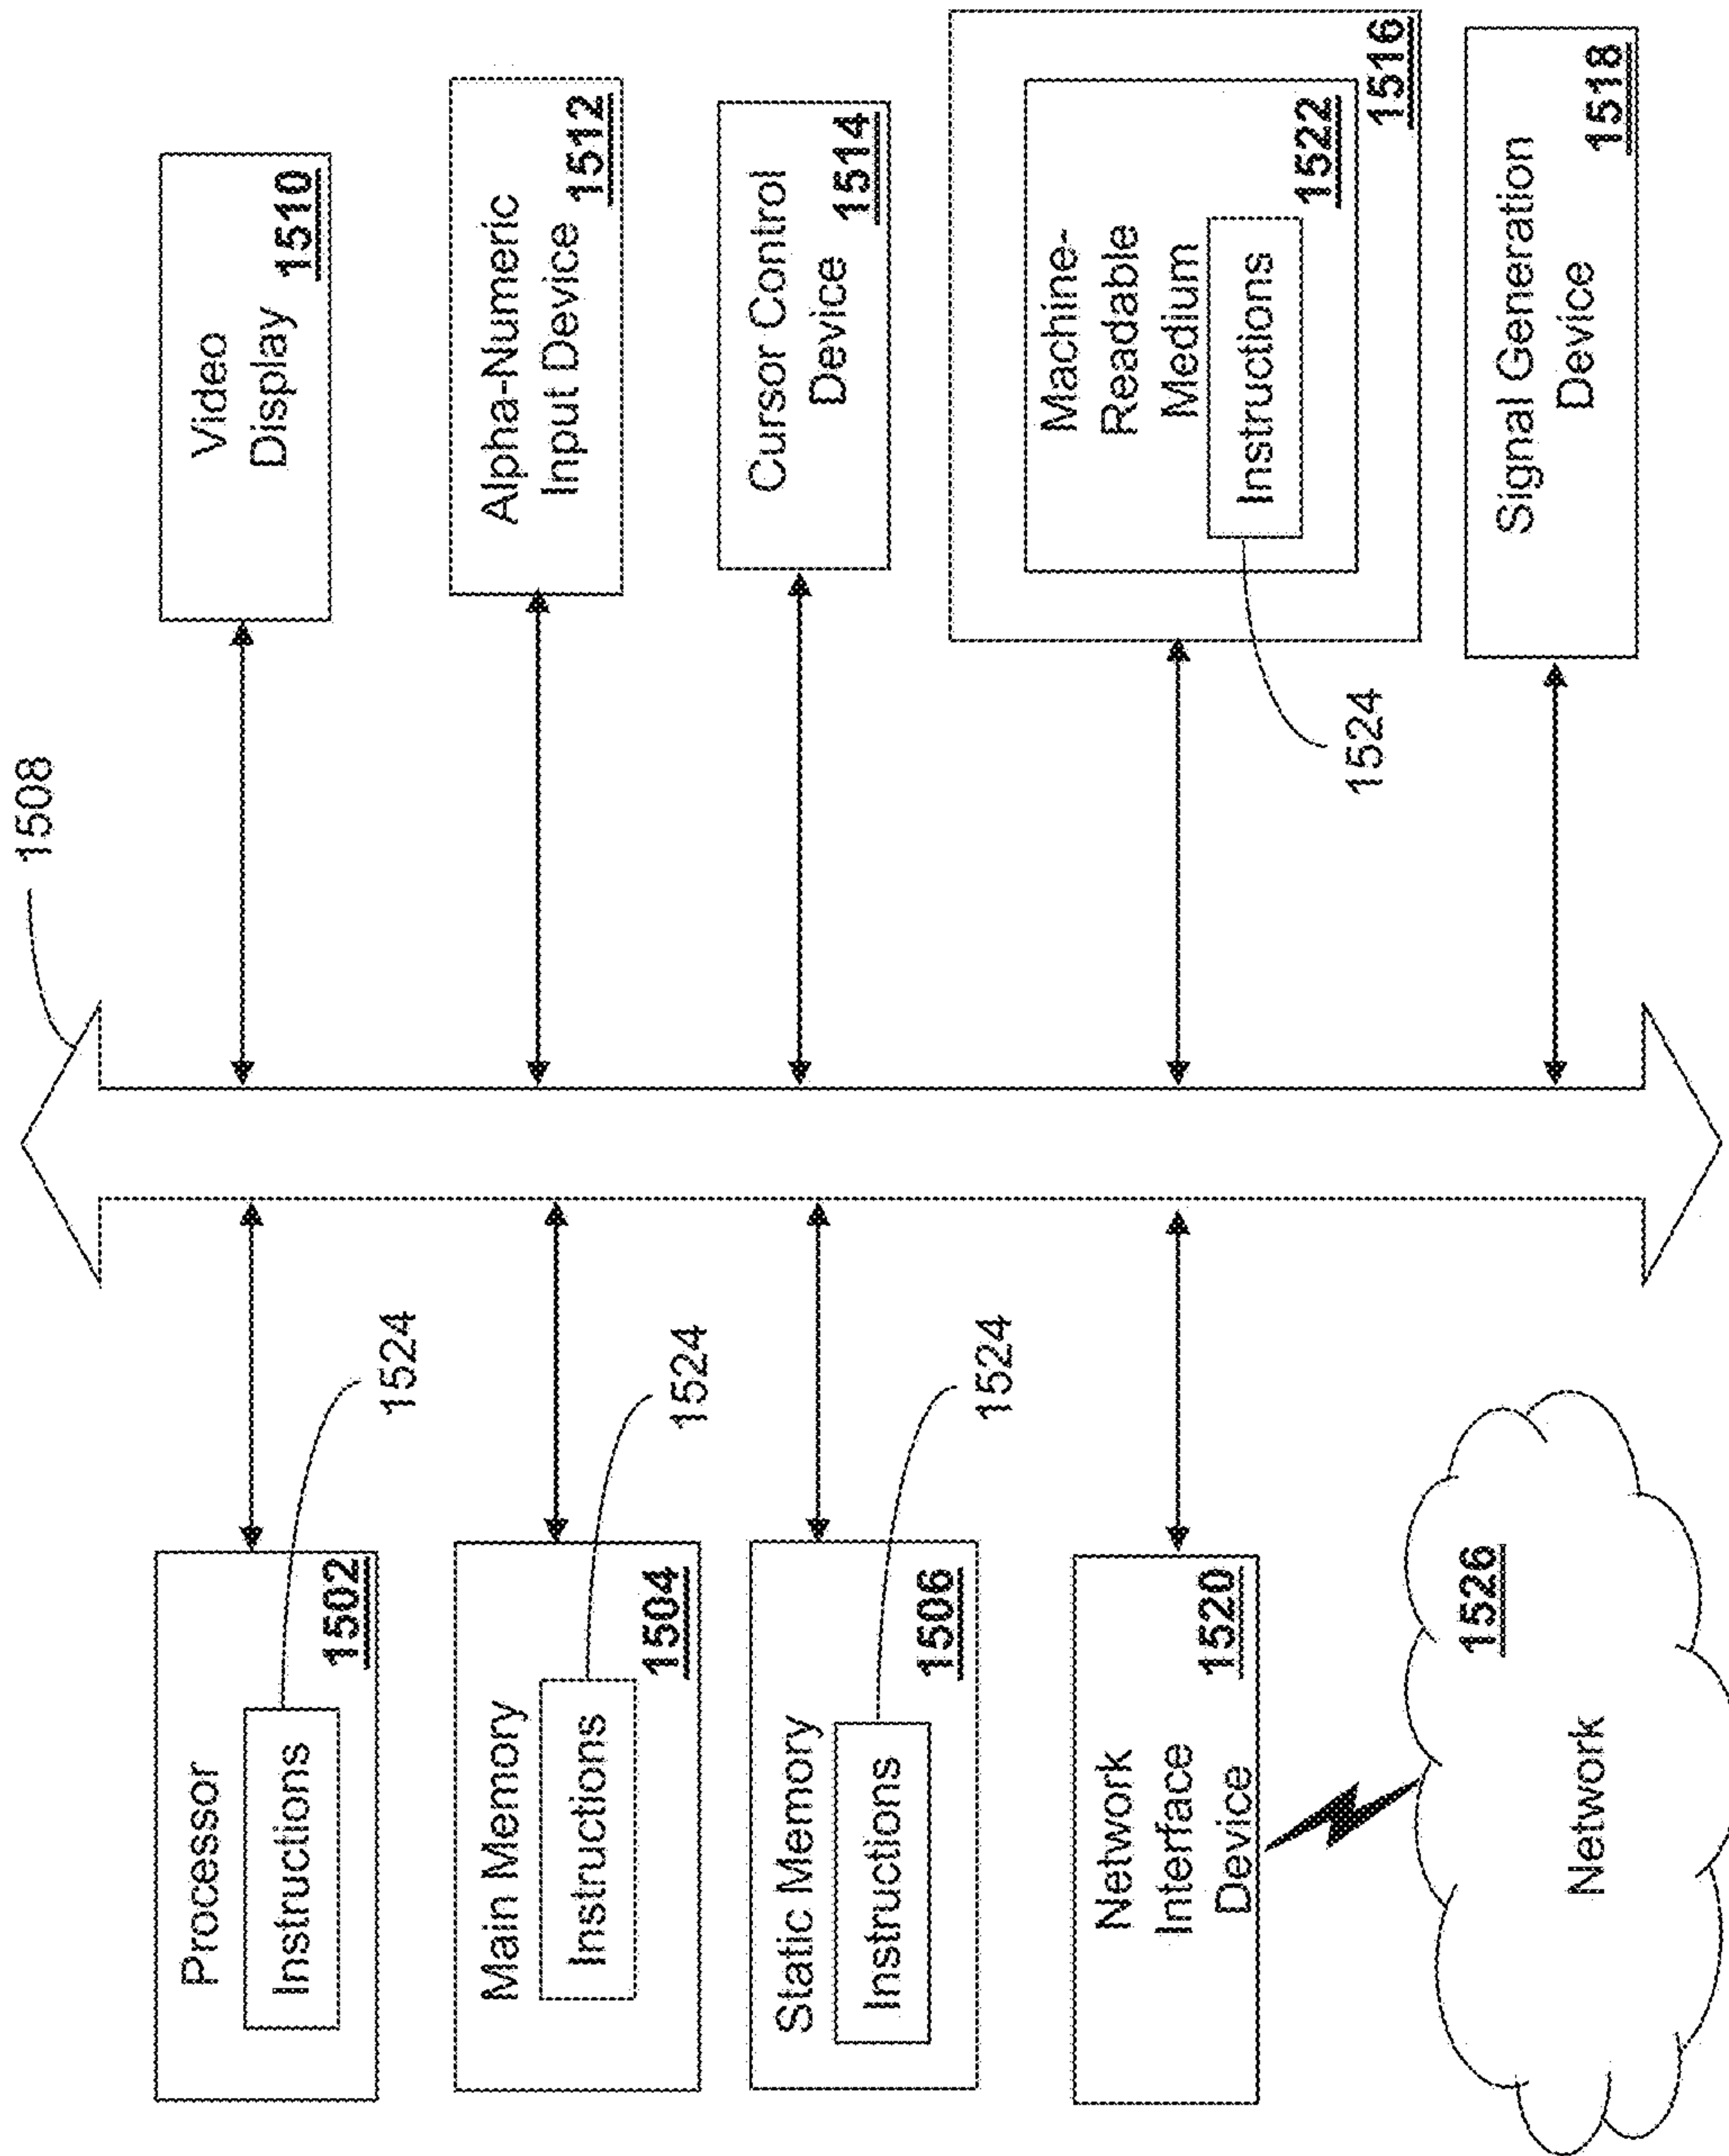 1508
Processor
Instructions
1502
1524
Main Memory
Instructions
1504
1524
Static Memory
Instructions
1506
1524
Network
Interface
Device
1520
1526
Network
Video
Display
1510
Alpha-Numeric
Input Device
1512
Cursor Control
Device
1514
Machine-
Readable
Medium
Instructions
1522
1516
1524
Signal Generation
Device
1518